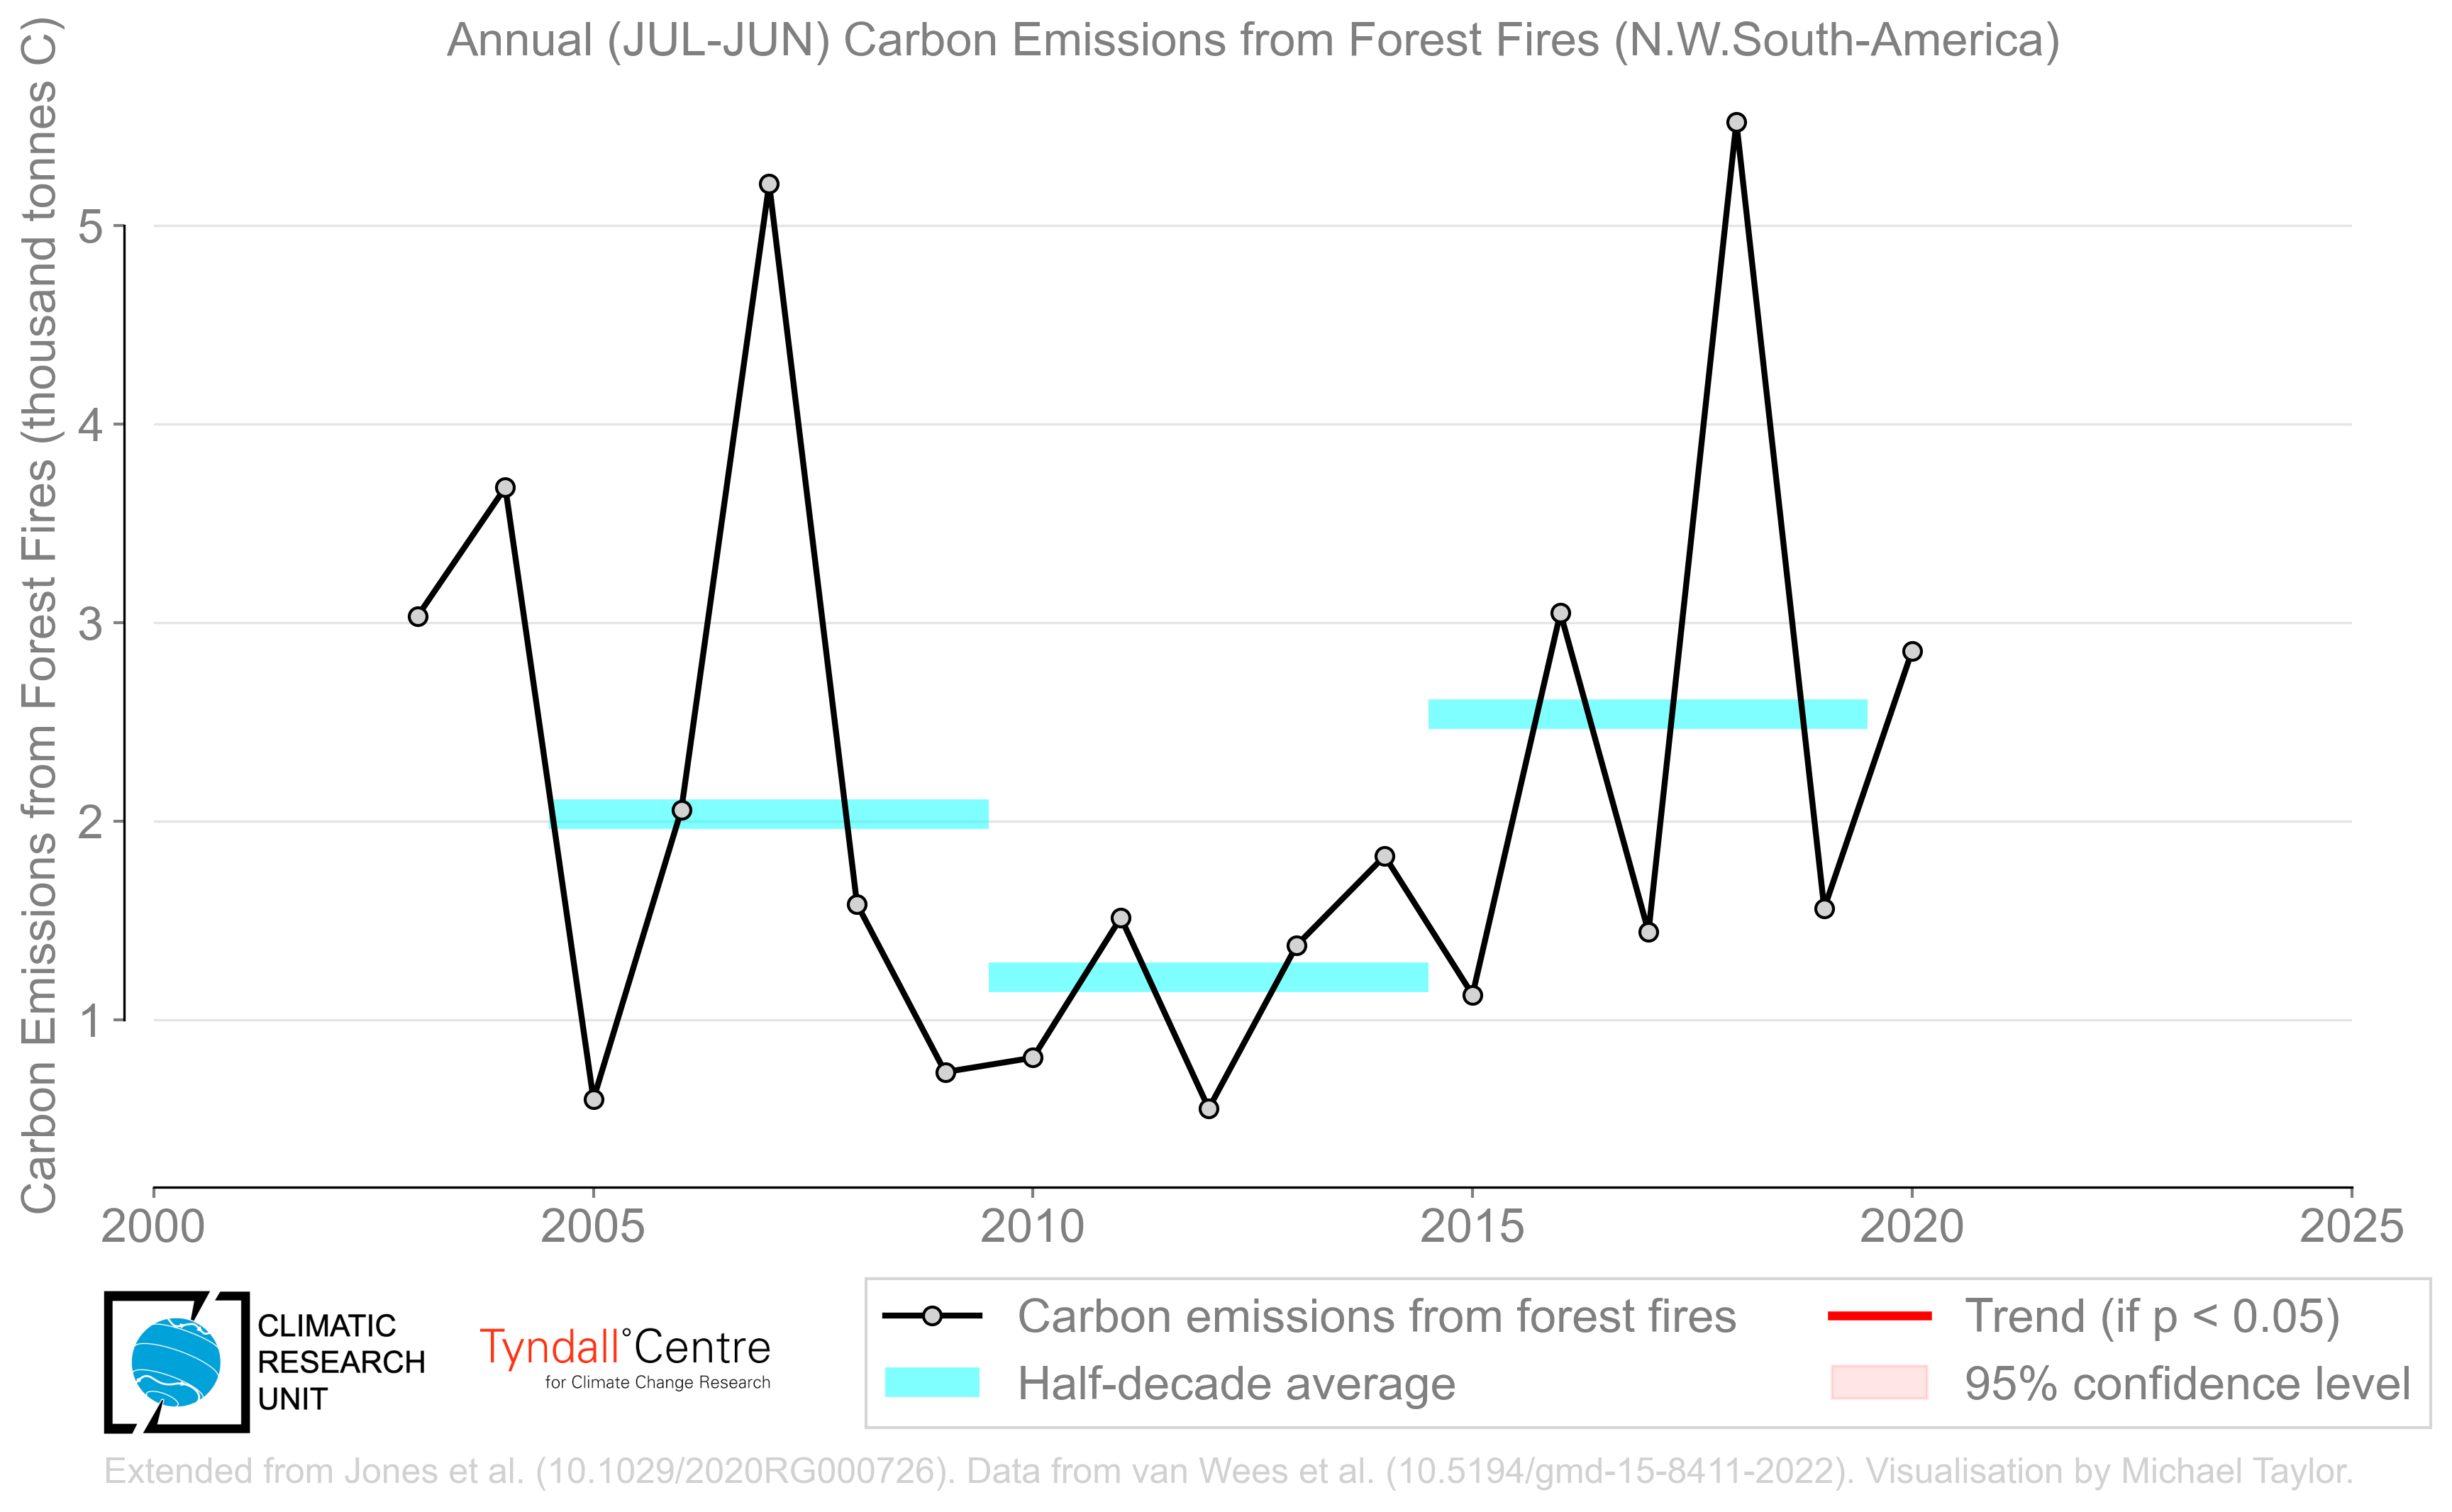 Annual (JUL-JUN) Carbon Emissions from Forest Fires (N.W.South-America)
Carbon Emissions from Forest Fires (thousand tonnes C)
5
4
3
2
1
2000 2005 2010 2015 2020 2025
CLIMATIC
RESEARCH
UNIT
Tyndall°Centre
for Climate Change Research
Carbon emissions from forest fires
Half-decade average
Trend (if p < 0.05)
95% confidence level
Extended from Jones et al. (10.1029/2020RG000726). Data from van Wees et al. (10.5194/gmd-15-8411-2022). Visualisation by Michael Taylor.